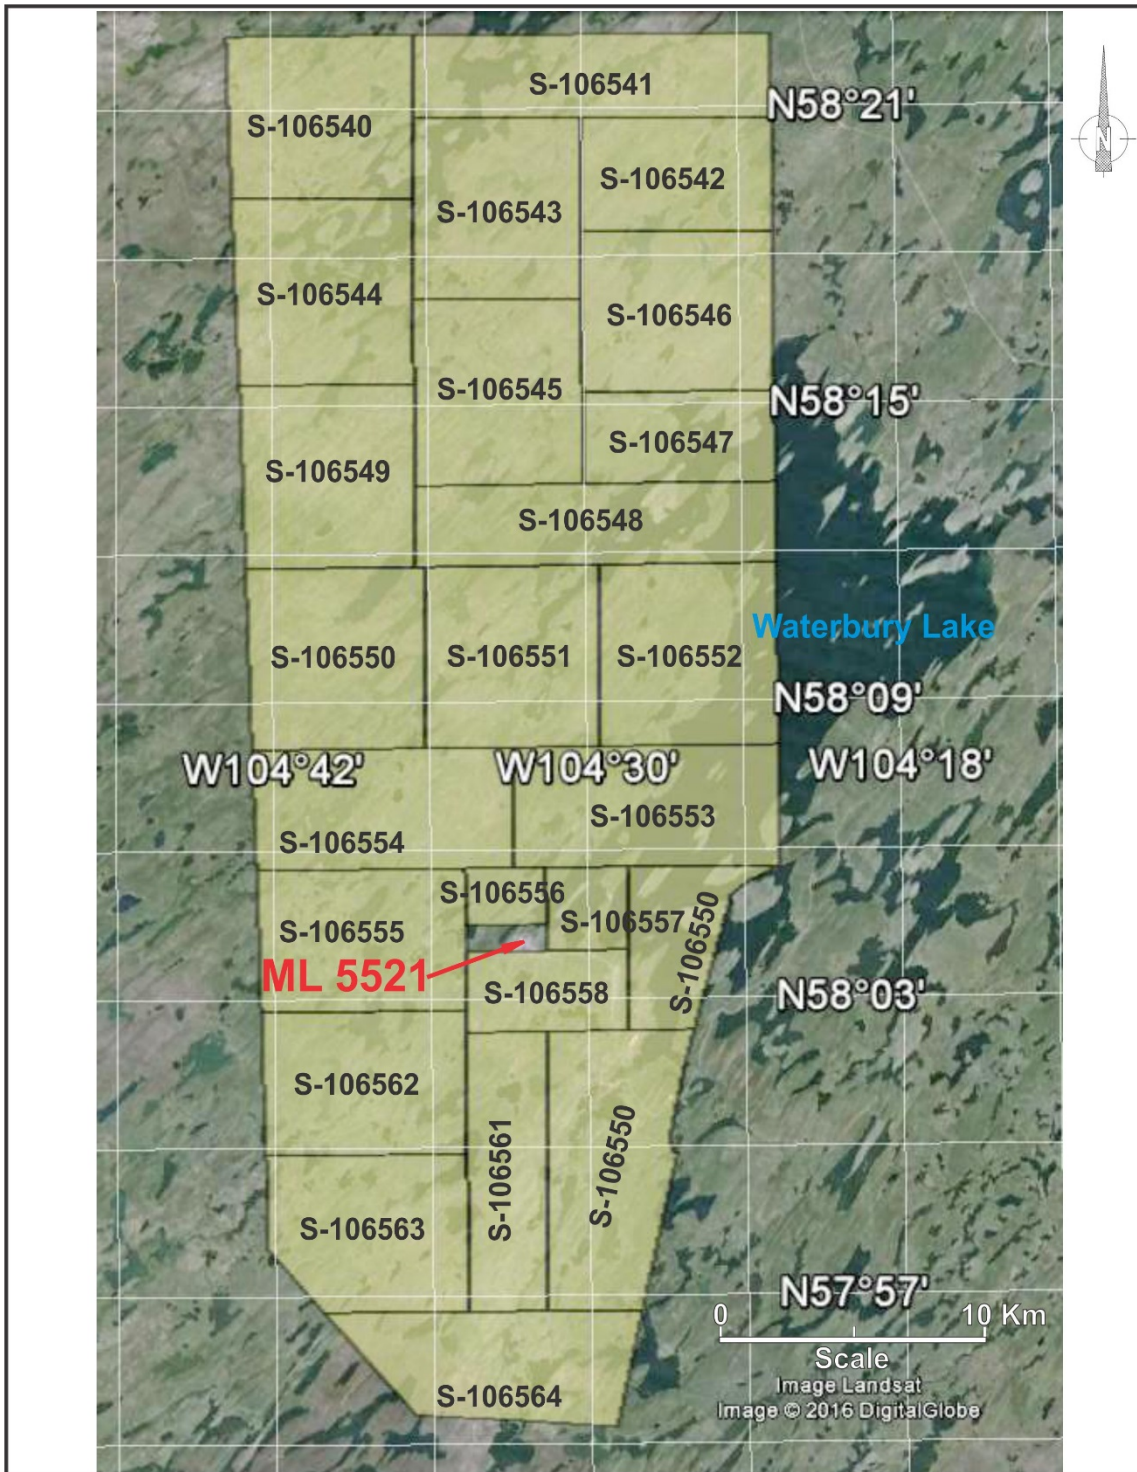 S-106541
N58°21'
S-106540
N
S-106542
S-106543
S-106544
S-106546
S-106545
N58°15'
S-106547
S-106549
S-106548
Waterbury Lake
S-106550
S-106551
S-106552
N58°09'
W104°42'
W104°30'
W104°18'
S-106553
S-106554
S-106556
S-106557
S-106550
S-106555
ML 5521
S-106558
N58°03'
S-106562
S-106561
S-106550
S-106563
N57°57'
0 10 Km
Scale
Image Landsat
Image © 2016 DigitalGlobe
S-106564